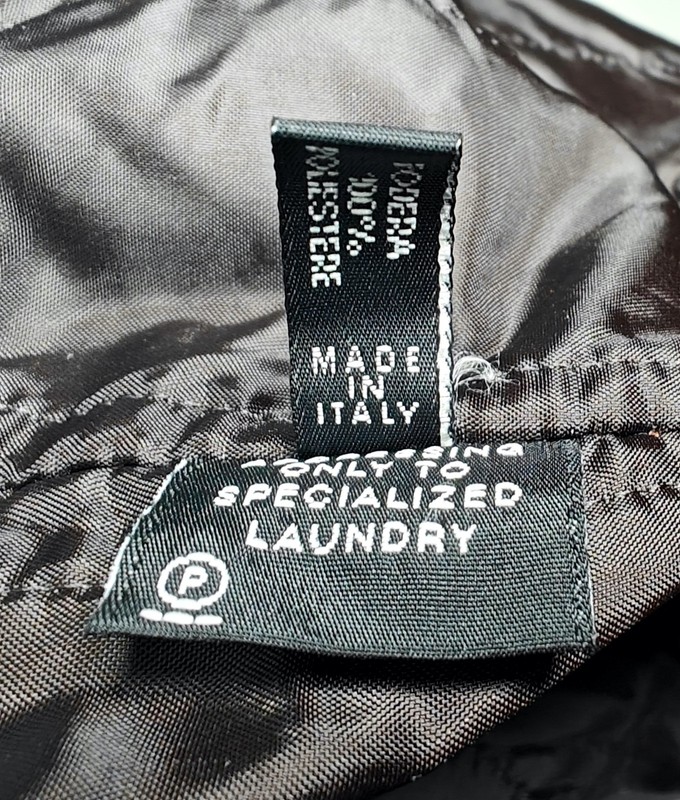 FODERA
100%
POLIESTERE
MADE
IN
ITALY
ONLY TO
SPECIALIZED
LAUNDRY
P